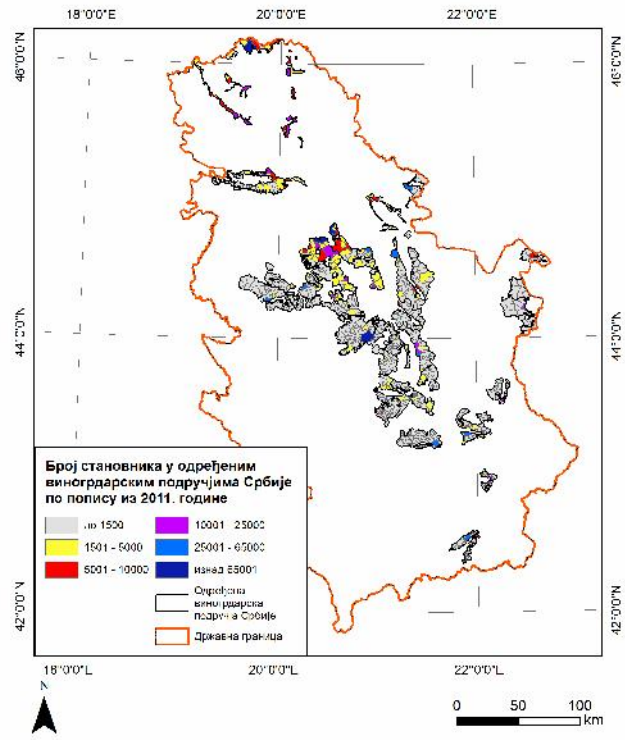 18°0'0"E 20°0'0"E 22°0'0"E
46°0'0"N 46°0'0"N
44°0'0"N 44°0'0"N
42°0'0"N 42°0'0"N
Број становника у одређеним
виногрдарским подручјима Србије
по попису из 2011. године
до 1500
1501 - 5000
5001 - 10000
10001 - 25000
25001 - 65000
изнад 65001
Одређена
виногрдарска
подручја Србије
Државна граница
18°0'0"E 20°0'0"E 22°0'0"E
N
0 50 100
km